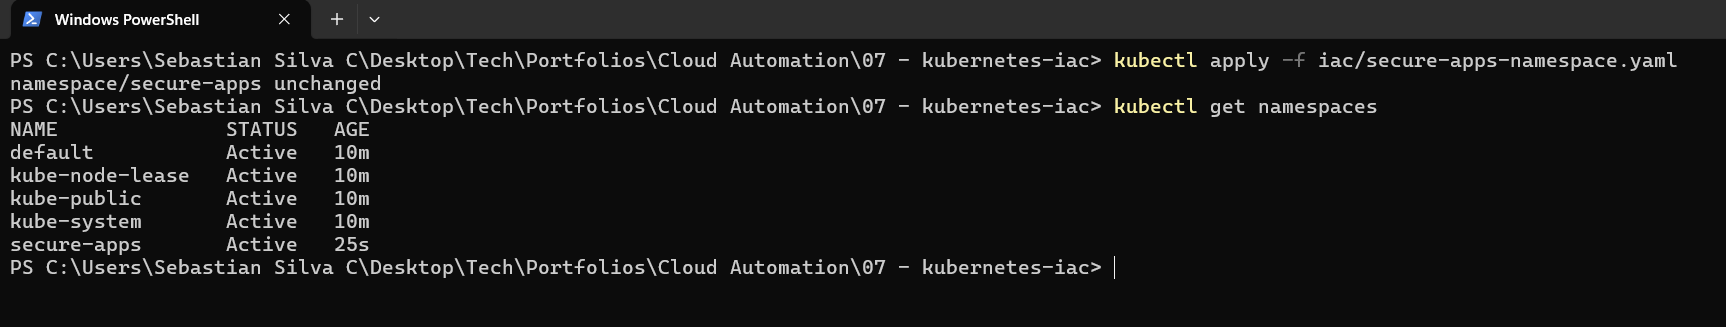 Windows PowerShell
PS C:\Users\Sebastian Silva C\Desktop\Tech\Portfolios\Cloud Automation\07 - kubernetes-iac> kubectl apply -f iac/secure-apps-namespace.yaml
namespace/secure-apps unchanged
PS C:\Users\Sebastian Silva C\Desktop\Tech\Portfolios\Cloud Automation\07 - kubernetes-iac> kubectl get namespaces
NAME              STATUS   AGE
default           Active   10m
kube-node-lease   Active   10m
kube-public       Active   10m
kube-system       Active   10m
secure-apps       Active   25s
PS C:\Users\Sebastian Silva C\Desktop\Tech\Portfolios\Cloud Automation\07 - kubernetes-iac>